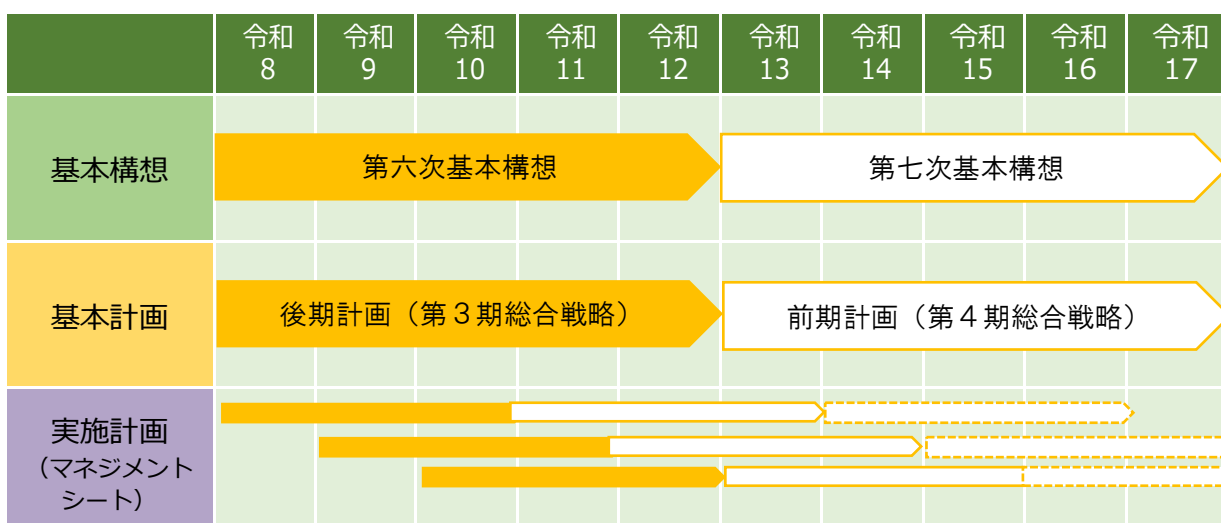 令和
8
令和
9
令和
10
令和
11
令和
12
令和
13
令和
14
令和
15
令和
16
令和
17
基本構想
第六次基本構想
第七次基本構想
基本計画
後期計画（第３期総合戦略）
前期計画（第４期総合戦略）
実施計画
（マネジメント
シート）